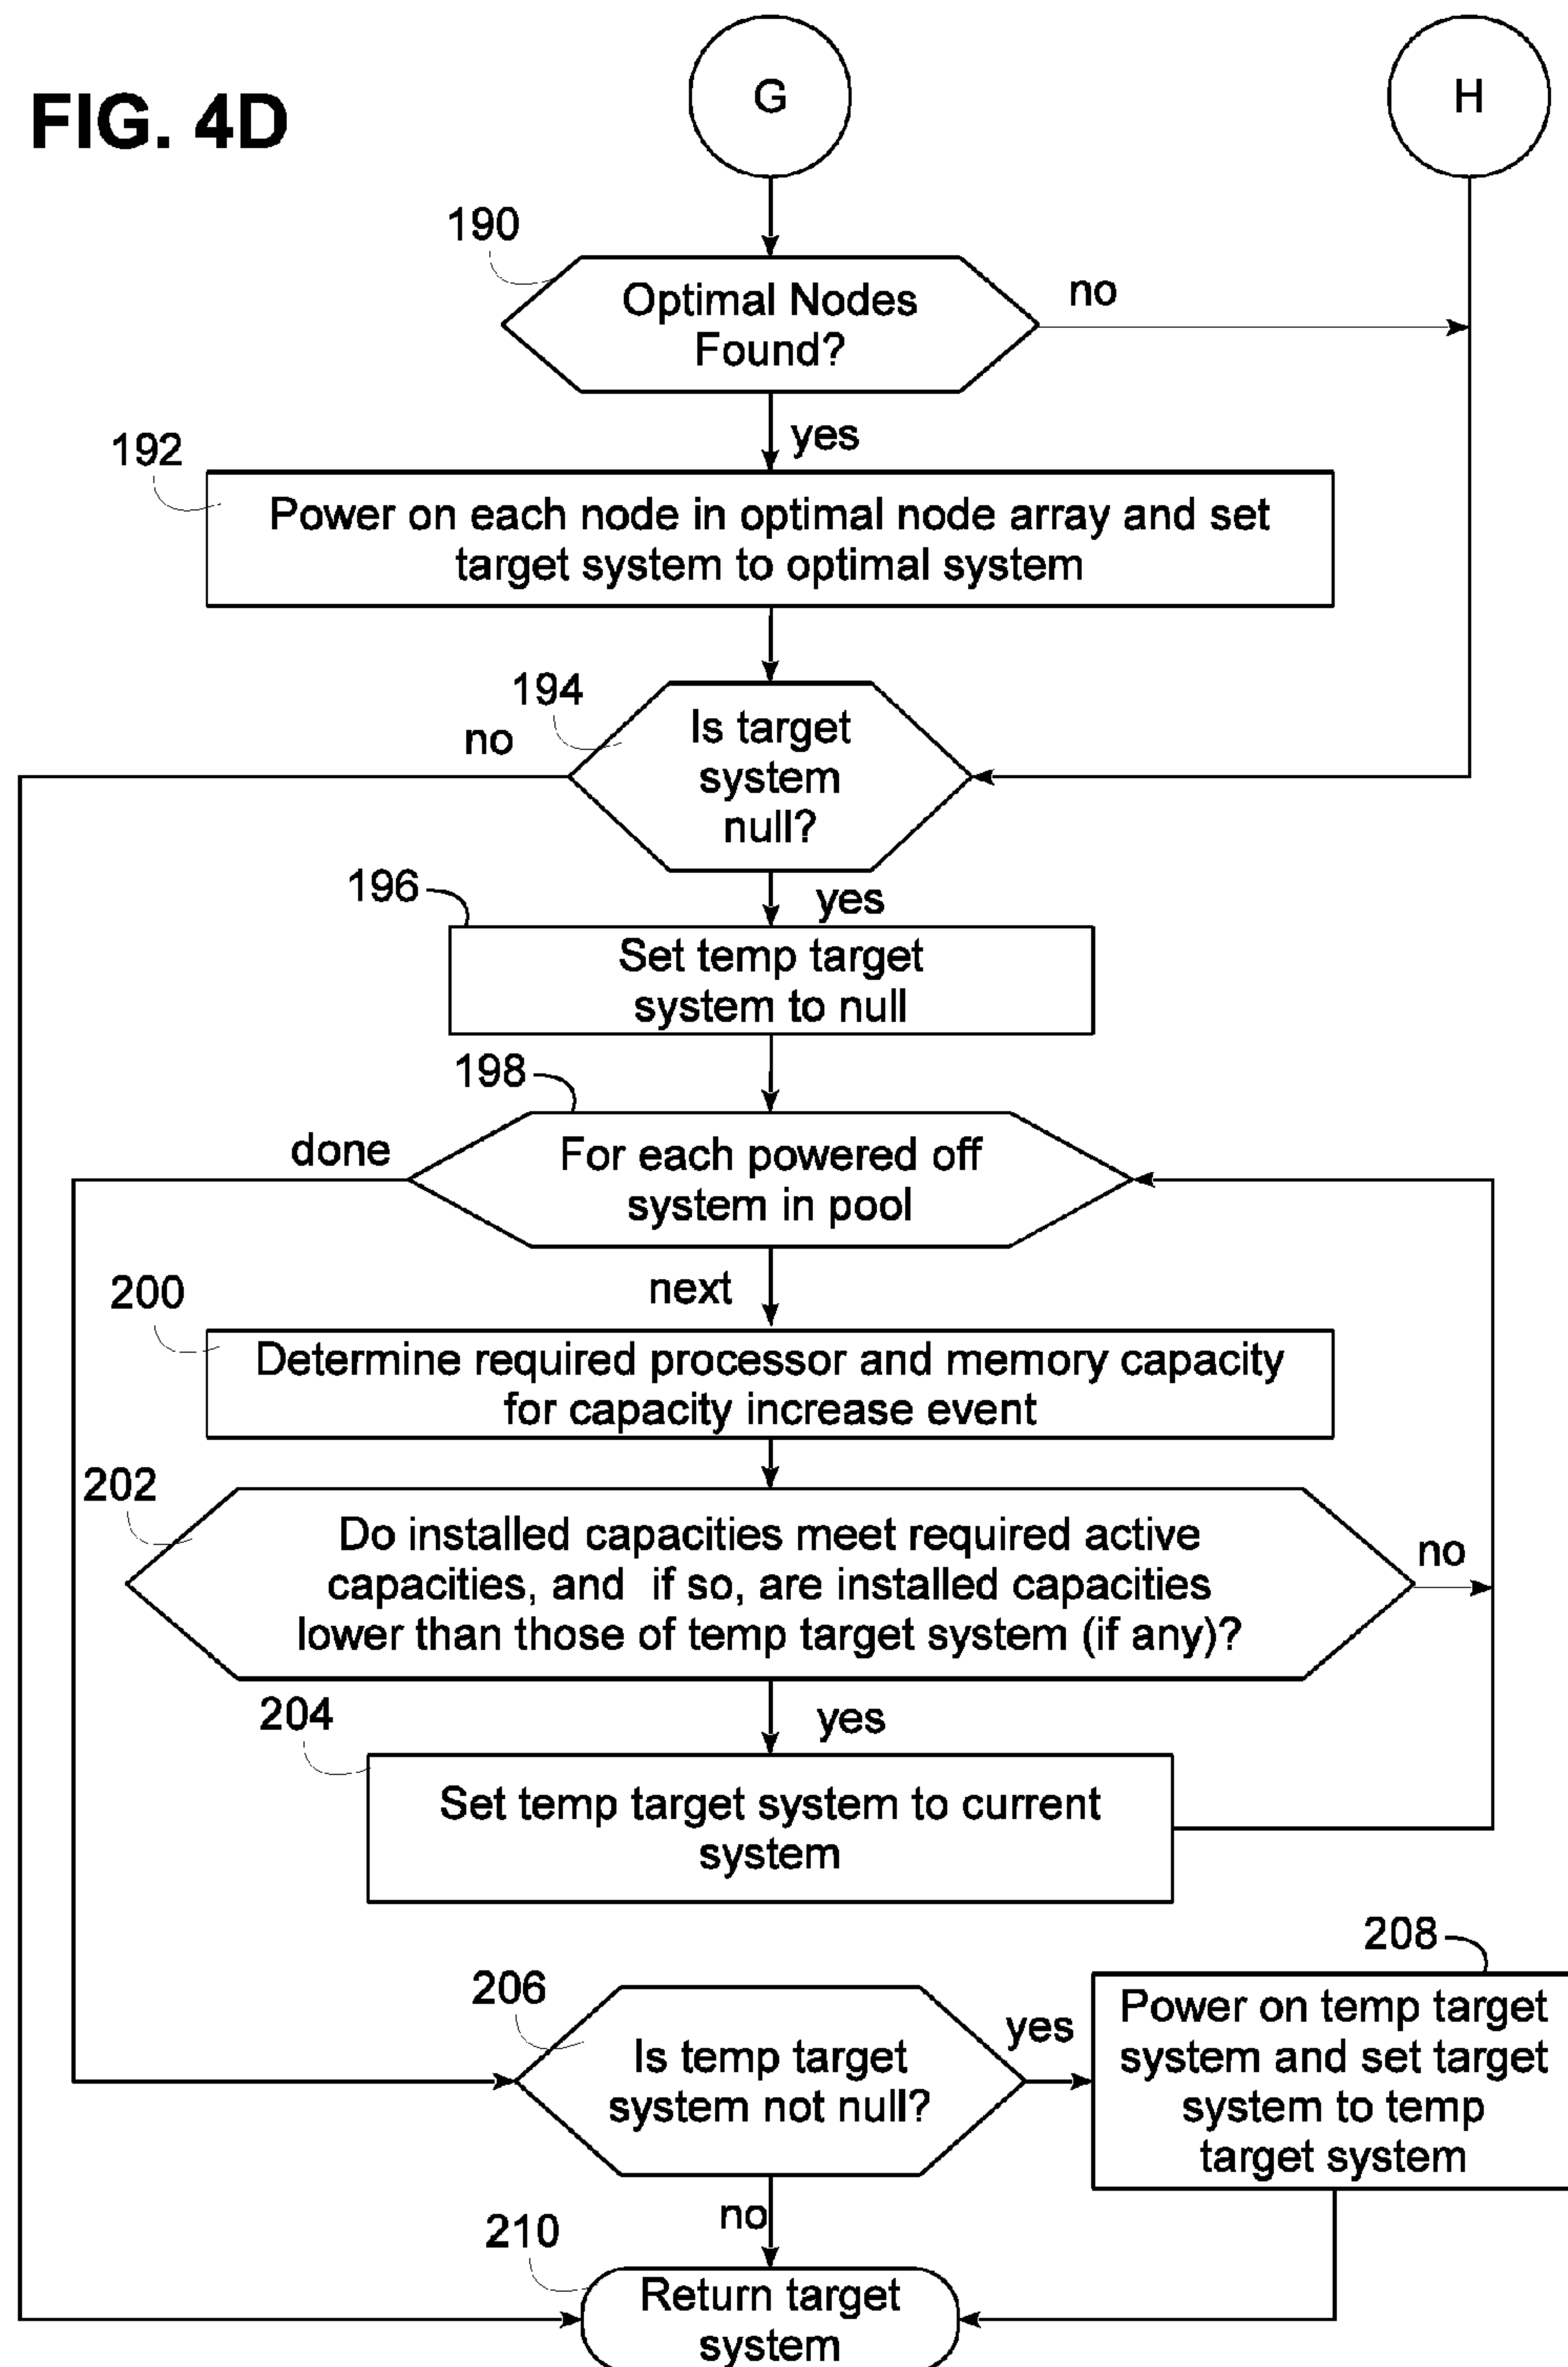 G
H
FIG. 4D
190
Optimal Nodes
Found?
no
yes
192
Power on each node in optimal node array and set
target system to optimal system
194
Is target
system
null?
no
yes
196
Set temp target
system to null
198
done
For each powered off
system in pool
next
200
Determine required processor and memory capacity
for capacity increase event
202
Do installed capacities meet required active
capacities, and if so, are installed capacities
lower than those of temp target system (if any)?
no
yes
204
Set temp target system to current
system
206
Is temp target
system not null?
yes
208
Power on temp target
system and set target
system to temp
target system
no
210
Return target
system